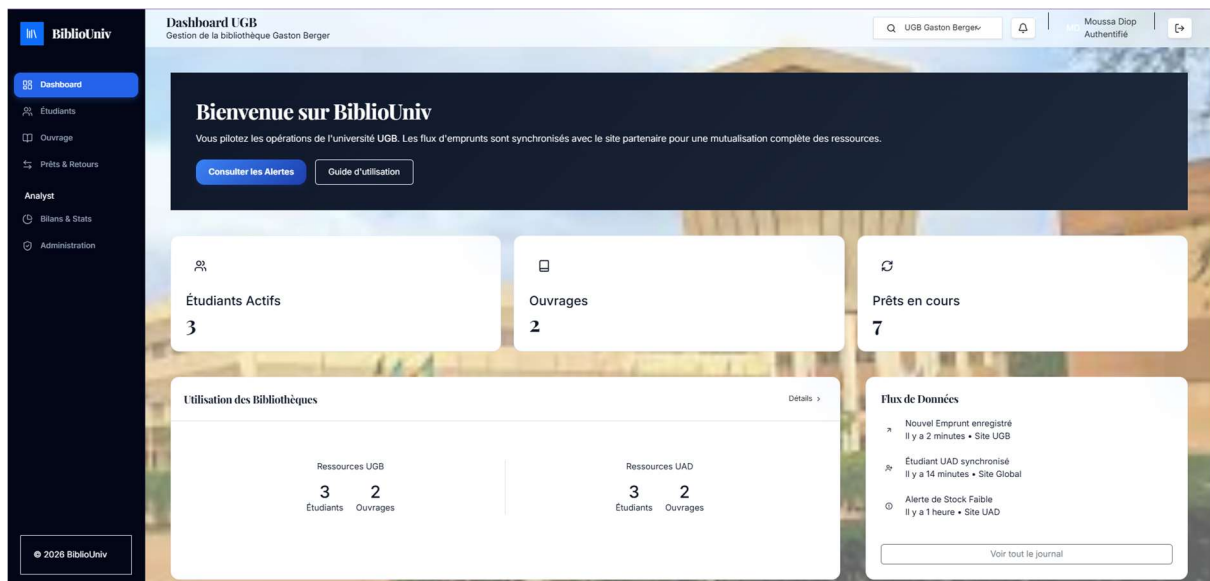 BiblioUniv
Dashboard
Étudiants
Ouvrage
Prêts & Retours
Analyst
Bilans & Stats
Administration
© 2026 BiblioUniv
Dashboard UGB
Gestion de la bibliothèque Gaston Berger
UGB Gaston Berger
Moussa Diop
Authentifié
Bienvenue sur BiblioUniv
Vous pilotez les opérations de l'université UGB. Les flux d'emprunts sont synchronisés avec le site partenaire pour une mutualisation complète des ressources.
Consulter les Alertes
Guide d'utilisation
Étudiants Actifs
3
Ouvrages
2
Prêts en cours
7
Utilisation des Bibliothèques
Détails ›
Ressources UGB
3 2
Étudiants Ouvrages
Ressources UAD
3 2
Étudiants Ouvrages
Flux de Données
Nouvel Emprunt enregistré
Il y a 2 minutes • Site UGB
Étudiant UAD synchronisé
Il y a 14 minutes • Site Global
Alerte de Stock Faible
Il y a 1 heure • Site UAD
Voir tout le journal